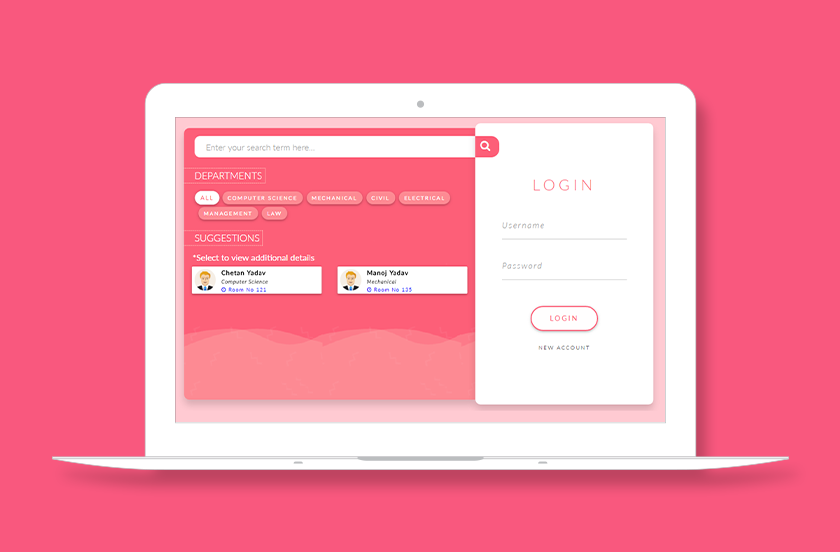 Enter your search term here...
DEPARTMENTS
ALL COMPUTER SCIENCE MECHANICAL CIVIL ELECTRICAL
MANAGEMENT LAW
SUGGESTIONS
*Select to view additional details
Chetan Yadav
Computer Science
Room No 121
Manoj Yadav
Mechanical
Room No 135
LOGIN
Username
Password
LOGIN
NEW ACCOUNT